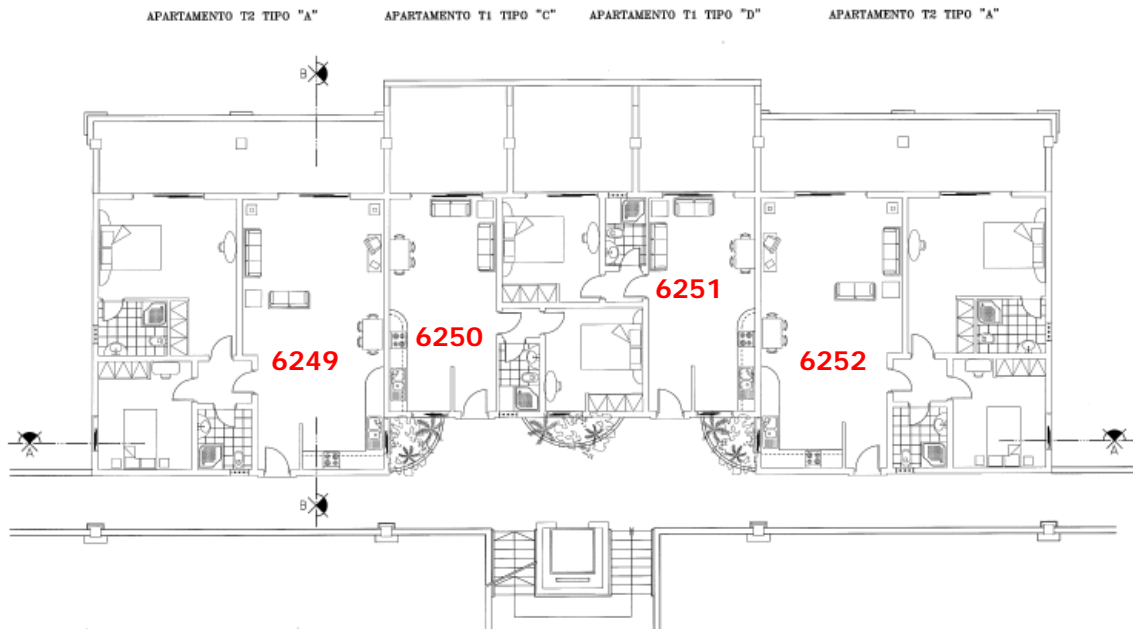 APARTAMENTO T2 TIPO "A" APARTAMENTO T1 TIPO "C" APARTAMENTO T1 TIPO "D" APARTAMENTO T2 TIPO "A"
B
6251
6250
6249
6252
A
A
B